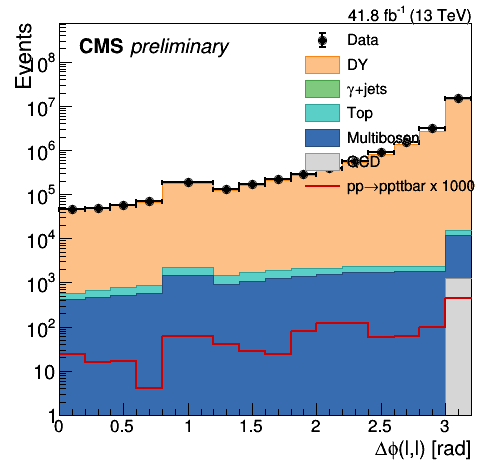 41.8 fb⁻¹ (13 TeV)
Events
CMS preliminary
Data
DY
γ+jets
Top
Multiboson
QCD
pp→ppttbar x 1000
10⁸
10⁷
10⁶
10⁵
10⁴
10³
10²
10
1
0 0.5 1 1.5 2 2.5 3
Δϕ(l,l) [rad]